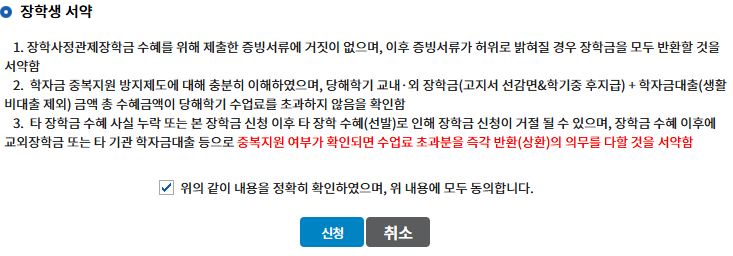 장학생 서약
1. 장학사정관제장학금 수혜를 위해 제출한 증빙서류에 거짓이 없으며, 이후 증빙서류가 허위로 밝혀질 경우 장학금을 모두 반환할 것을
서약함
2. 학자금 중복지원 방지제도에 대해 충분히 이해하였으며, 당해학기 교내·외 장학금(고지서 선감면&학기중 후지급) + 학자금대출(생활
비대출 제외) 금액 총 수혜금액이 당해학기 수업료를 초과하지 않음을 확인함
3. 타 장학금 수혜 사실 누락 또는 본 장학금 신청 이후 타 장학 수혜(선발)로 인해 장학금 신청이 거절 될 수 있으며, 장학금 수혜 이후에
교외장학금 또는 타 기관 학자금대출 등으로 중복지원 여부가 확인되면 수업료 초과분을 즉각 반환(상환)의 의무를 다할 것을 서약함
위의 같이 내용을 정확히 확인하였으며, 위 내용에 모두 동의합니다.
신청 취소